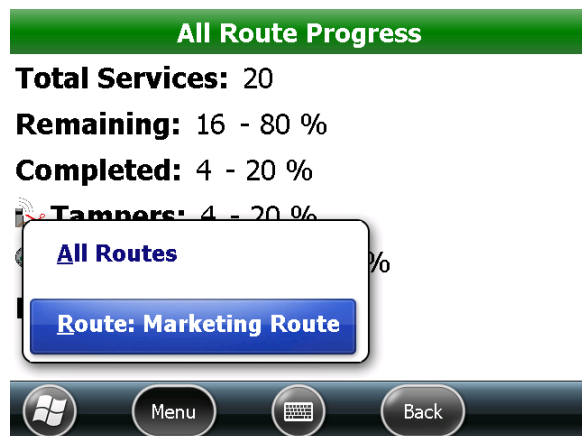 All Route Progress
Total Services: 20
Remaining: 16 - 80 %
Completed: 4 - 20 %
Tampers: 4 - 20 %
All Routes
%
Route: Marketing Route
Menu
Back